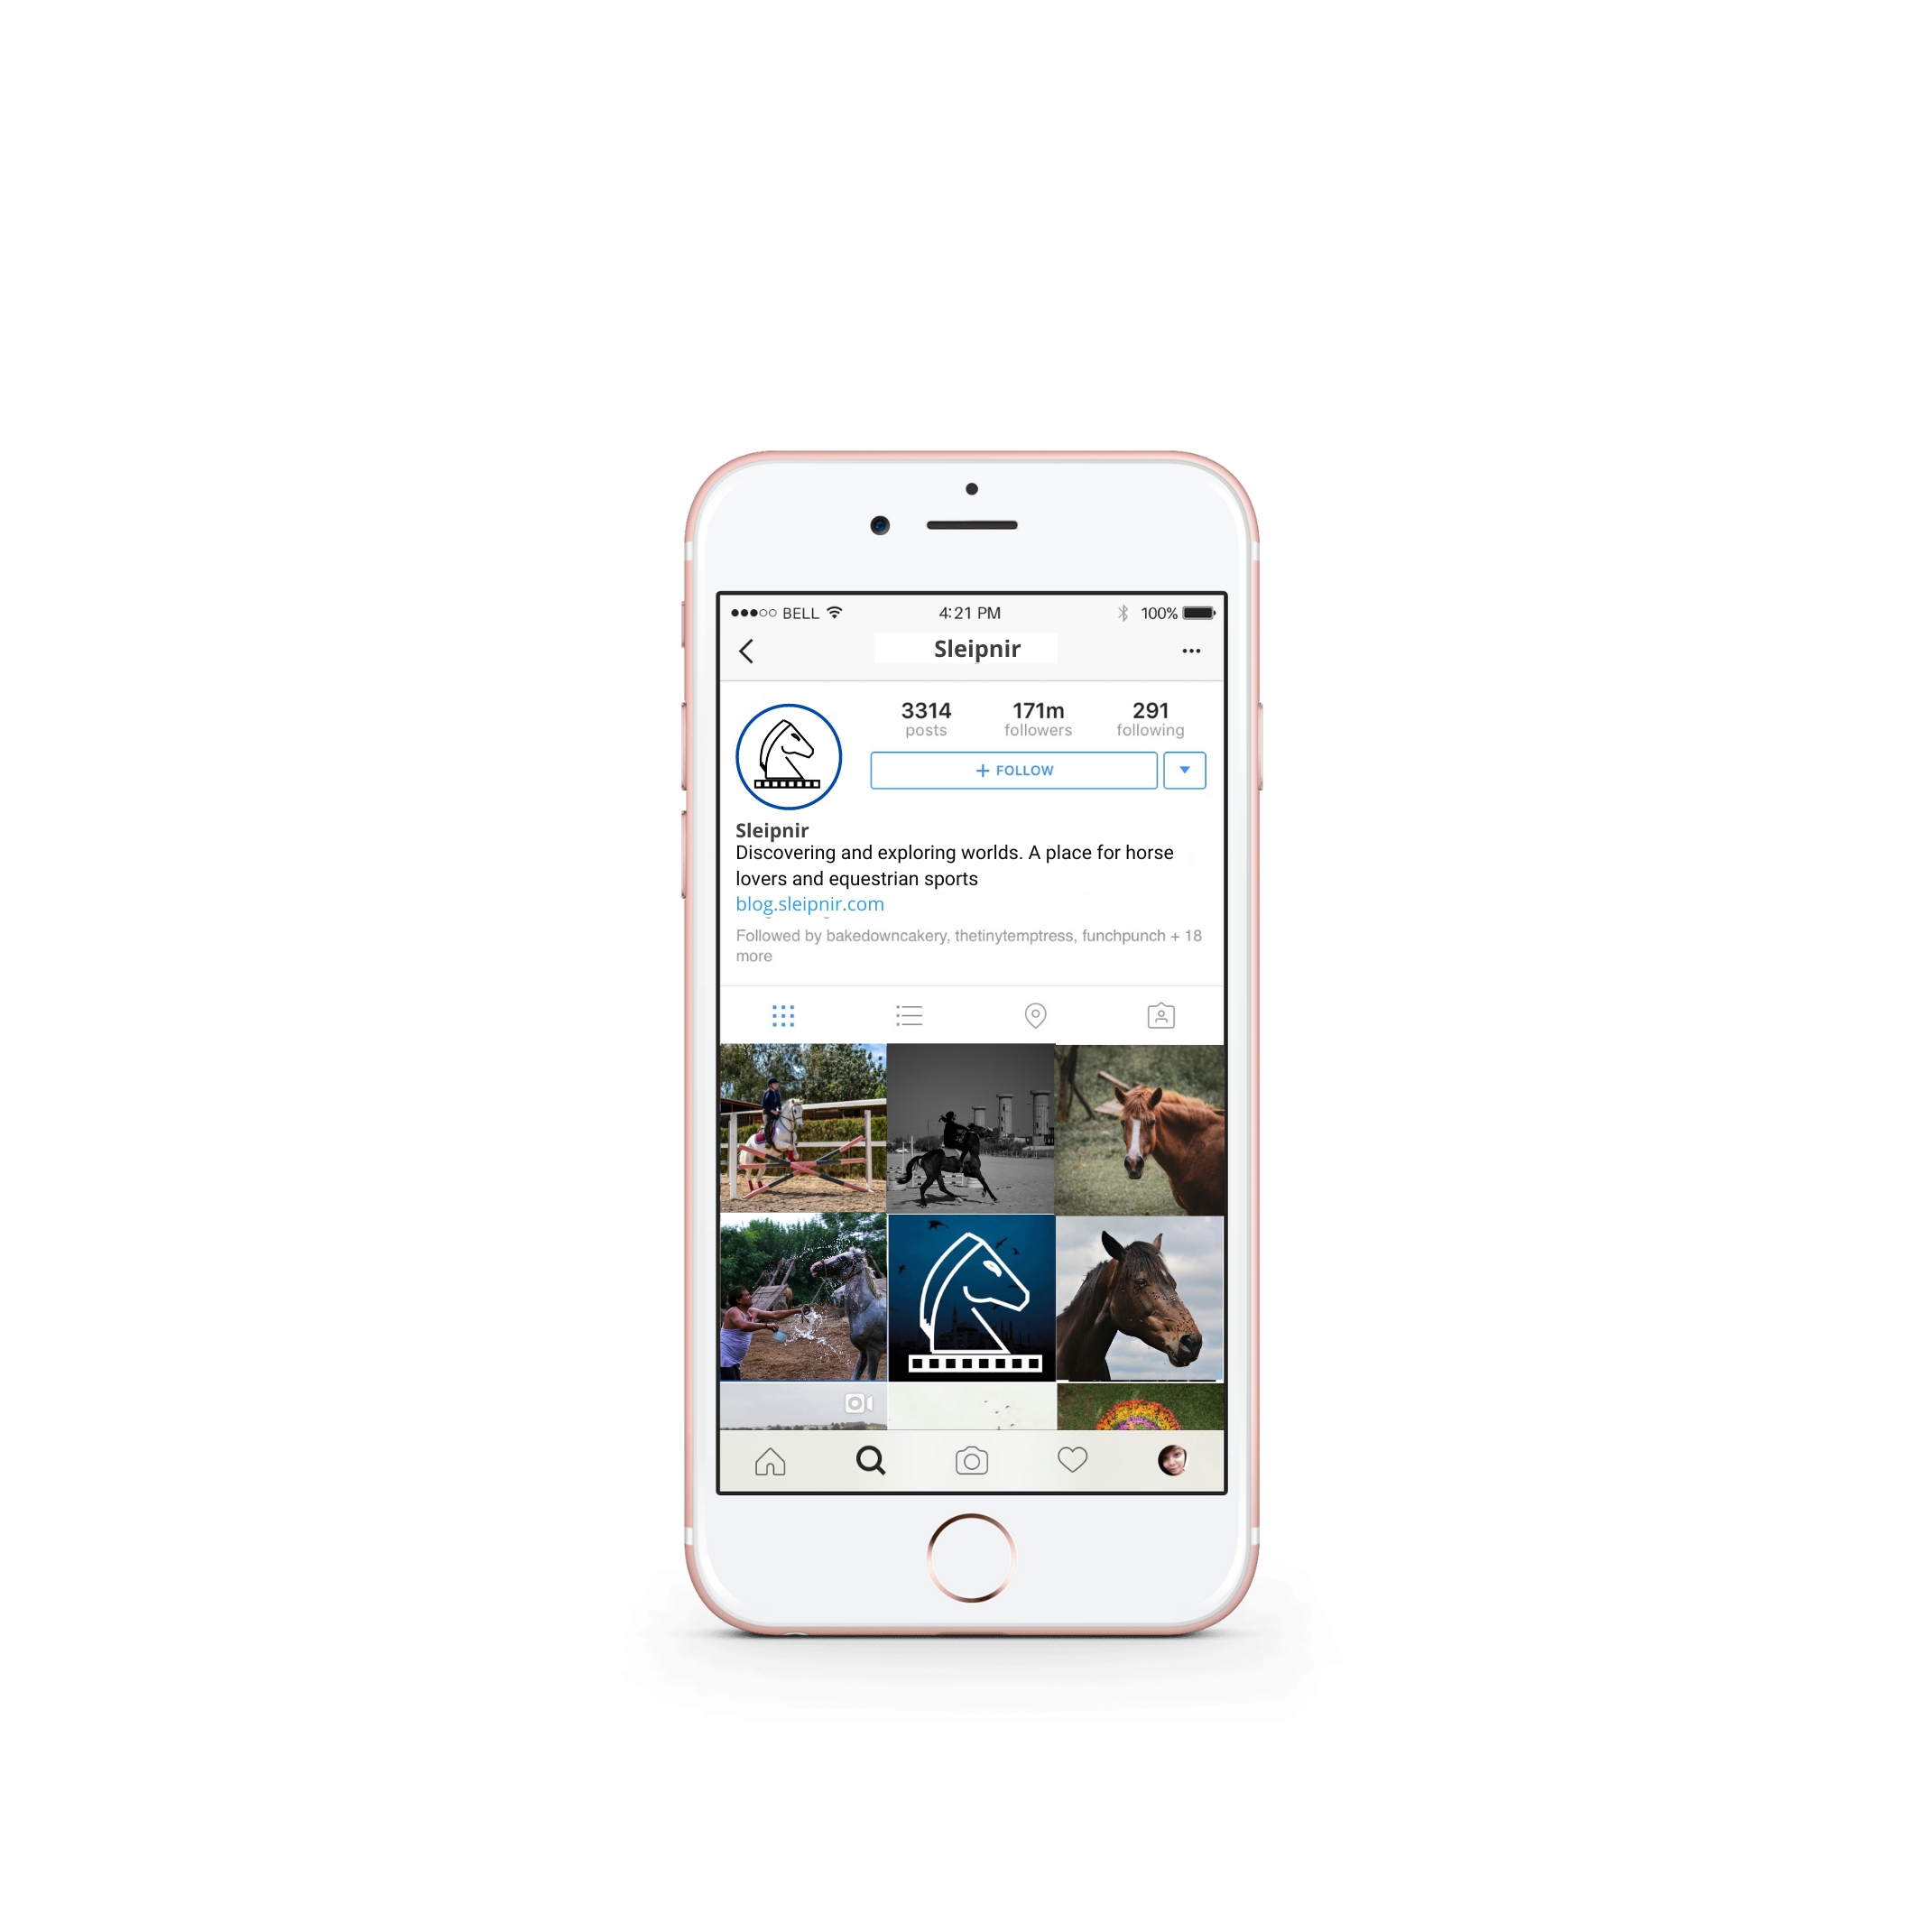 BELL 4:21 PM 100%
Sleipnir
3314 171m 291
posts followers following
+ FOLLOW
Sleipnir
Discovering and exploring worlds. A place for horse
lovers and equestrian sports
blog.sleipnir.com
Followed by bakedowncakery, thetinytemptress, funchpunch + 18
more